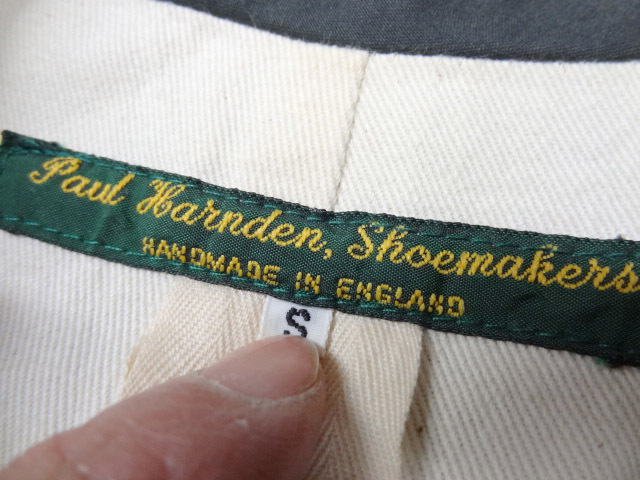 Paul Harnden, Shoemakers
HANDMADE IN ENGLAND
S